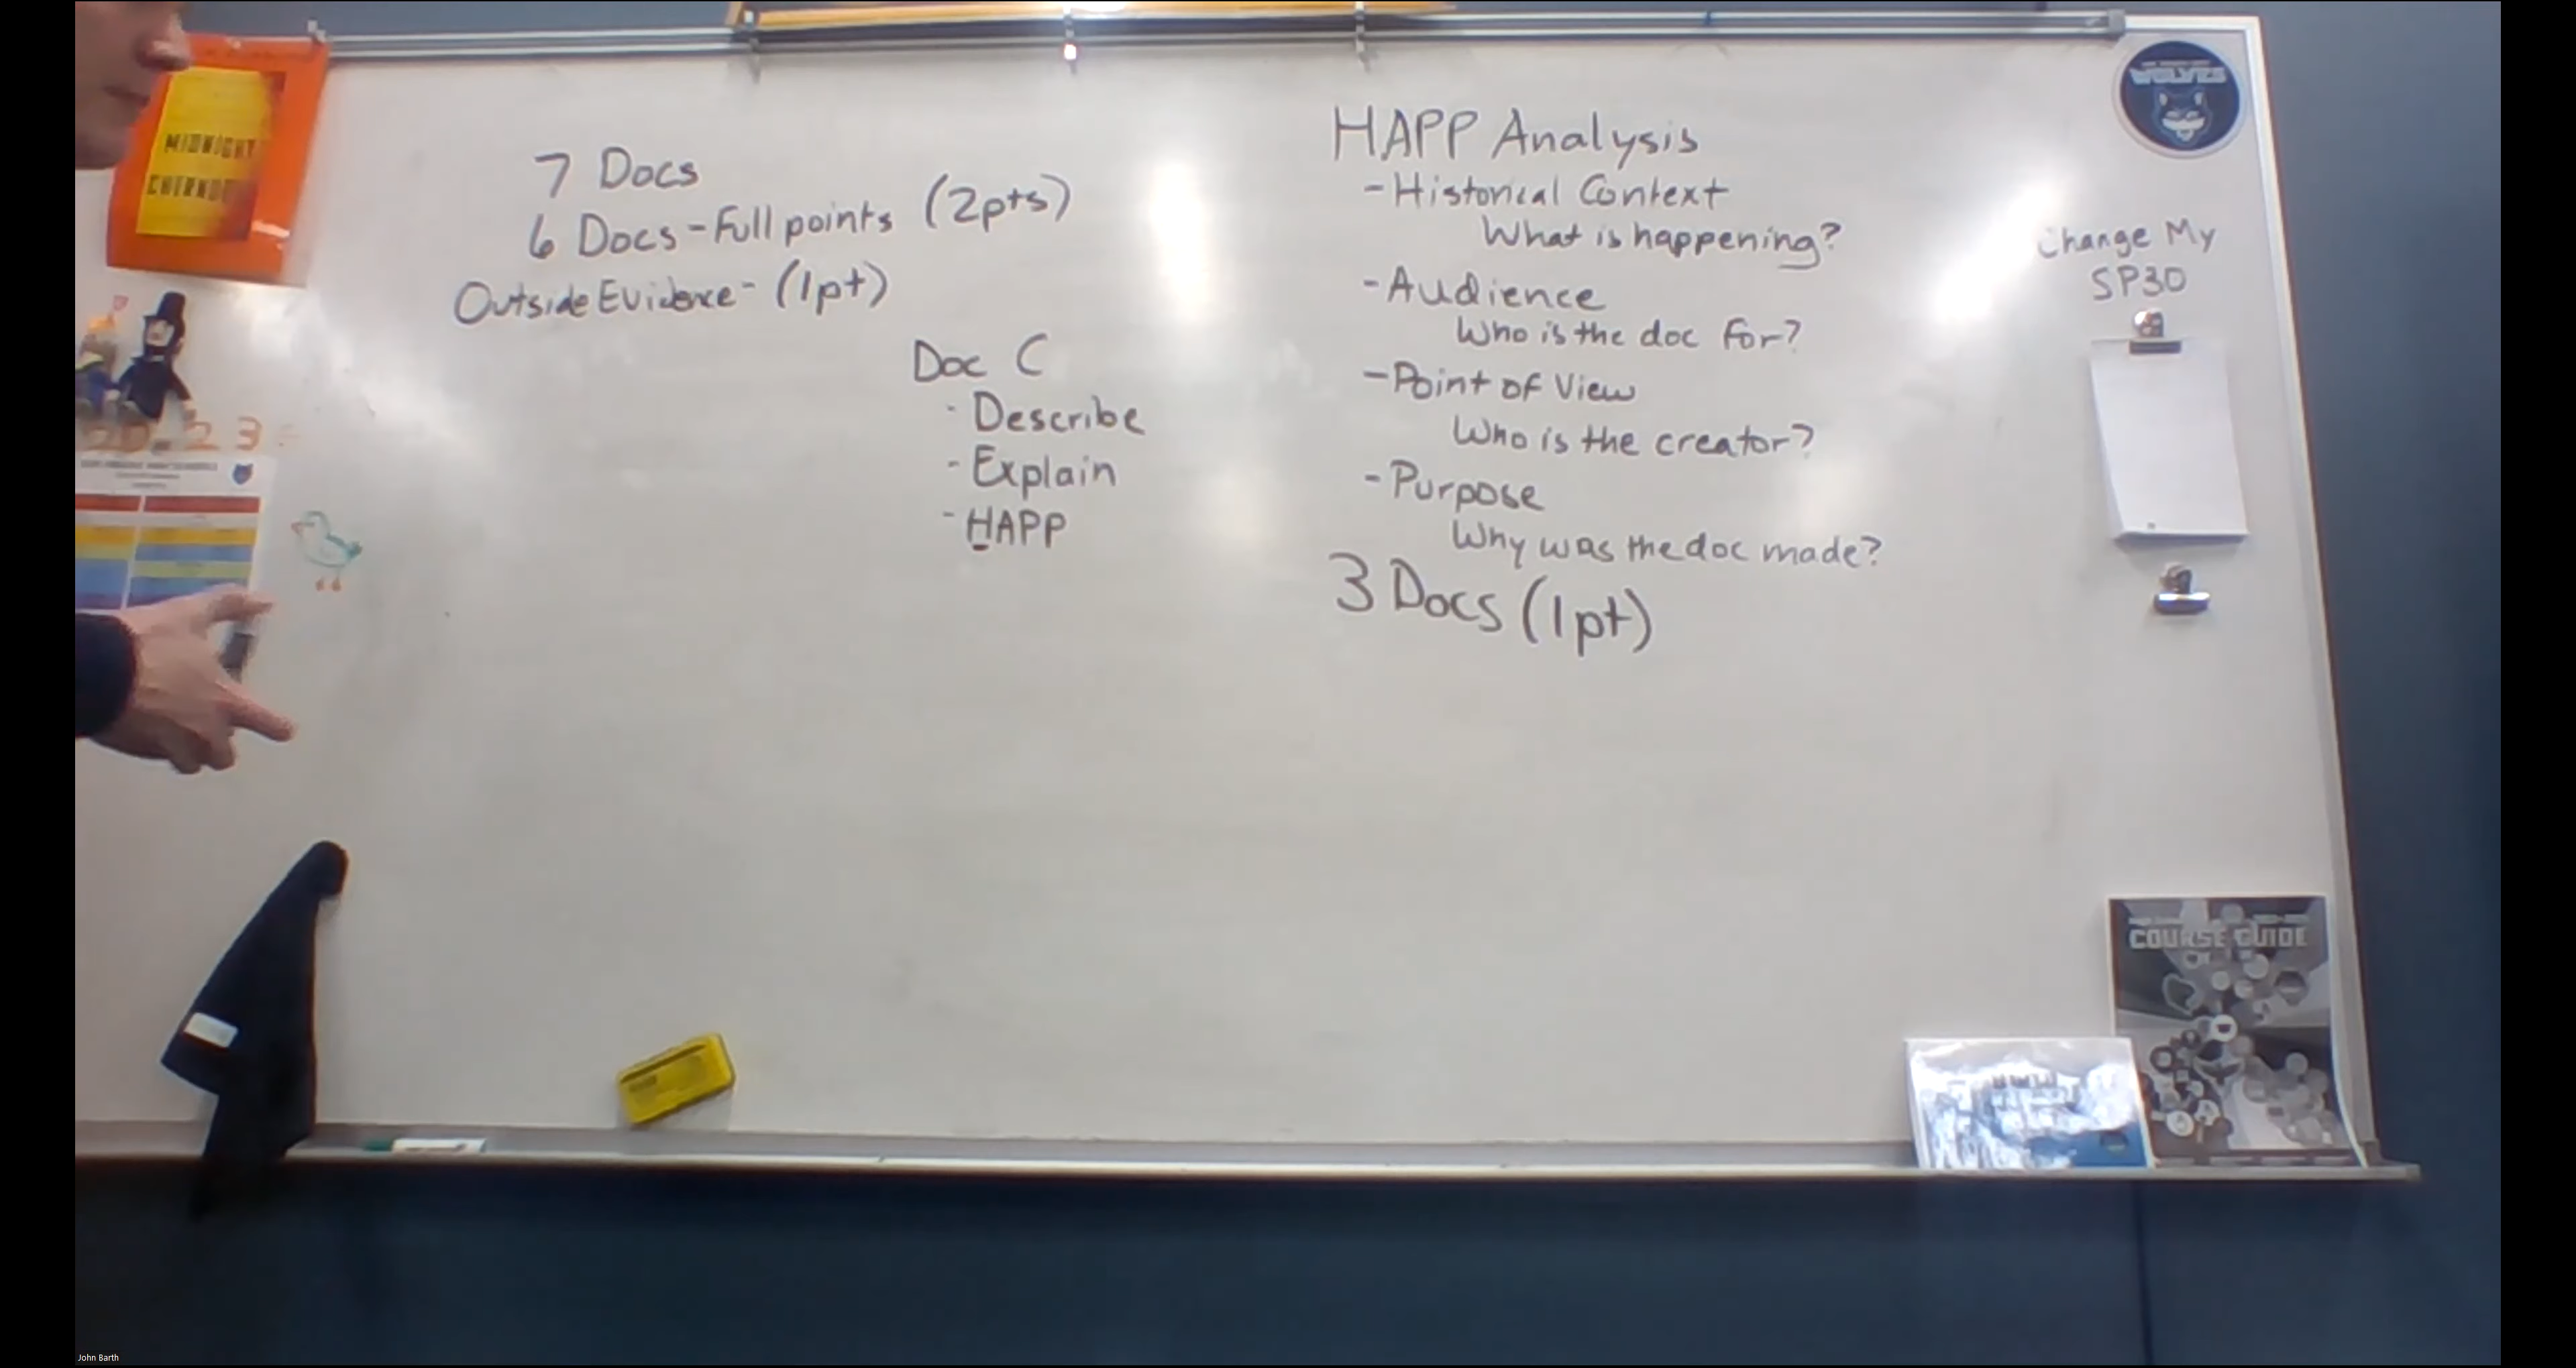 MIDNIGHT
7 Docs
6 Docs - Full points (2pts)
Outside Evidence - (1pt)
Doc C
- Describe
- Explain
- HAPP
HAPP Analysis
- Historical Context
What is happening?
- Audience
Who is the doc for?
- Point of View
Who is the creator?
- Purpose
Why was the doc made?
3 Docs (1pt)
WOLVES
Change My
SP30
COURSE GUIDE
John Barth